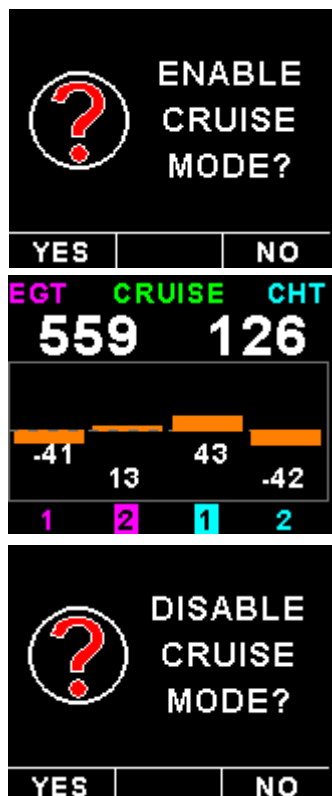 ?
ENABLE
CRUISE
MODE?
YES NO
EGT CRUISE CHT
559 126
-41 13 43 -42
1 2 1 2
?
DISABLE
CRUISE
MODE?
YES NO